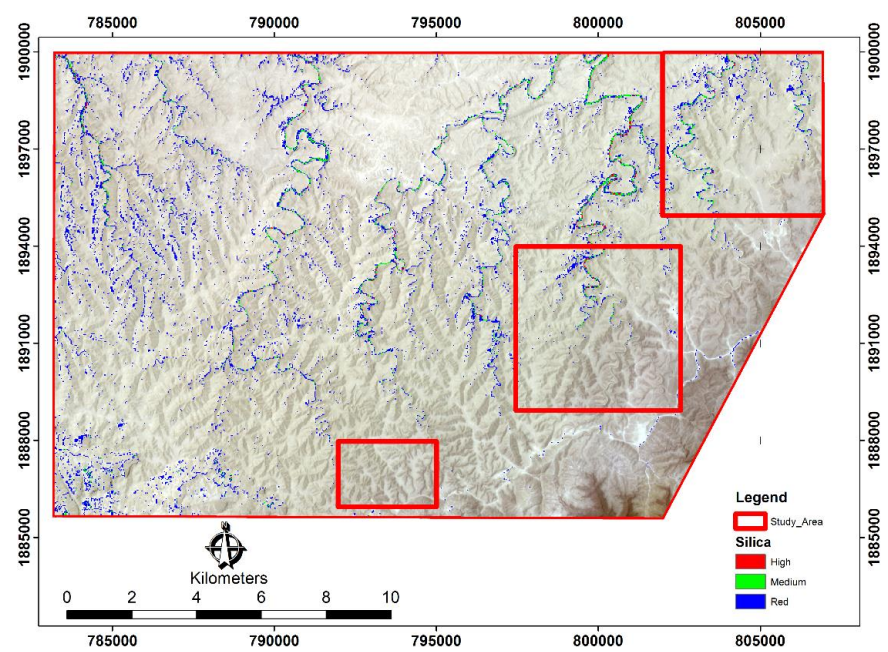 785000 790000 795000 800000 805000
1900000 1900000
1897000 1897000
1894000 1894000
1891000 1891000
1888000 1888000
1885000 1885000
Legend
Study_Area
Silica
High
Medium
Red
Kilometers
0 2 4 6 8 10
785000 790000 795000 800000 805000